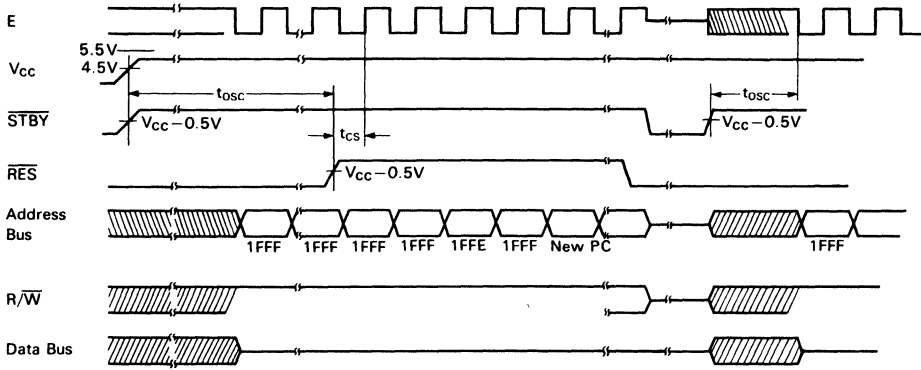 E
5.5V
4.5V
Vcc
tosc
tosc
STBY
Vcc−0.5V
Vcc−0.5V
tcs
RES
Vcc−0.5V
Address
Bus
1FFF 1FFF 1FFF 1FFF 1FFE 1FFF New PC 1FFF
R/W
Data Bus